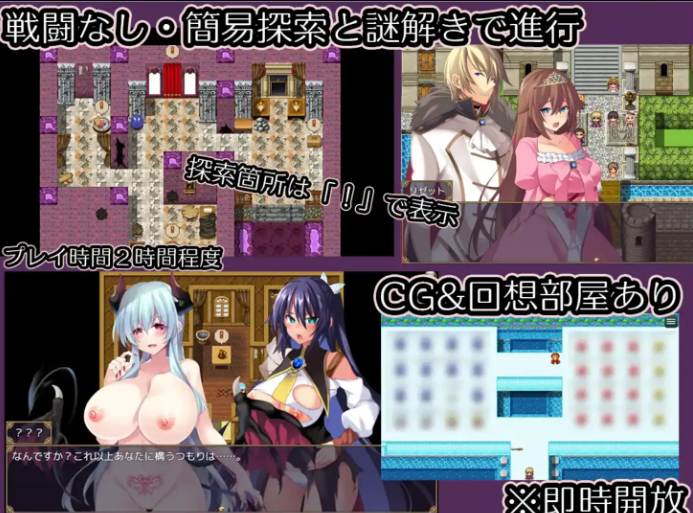 戦闘なし・簡易探索と謎解きで進行
探索箇所は『！』で表示
リゼット
プレイ時間２時間程度
CG&回想部屋あり
？？？
なんですか？これ以上あなたに構うつもりは……。
※即時開放